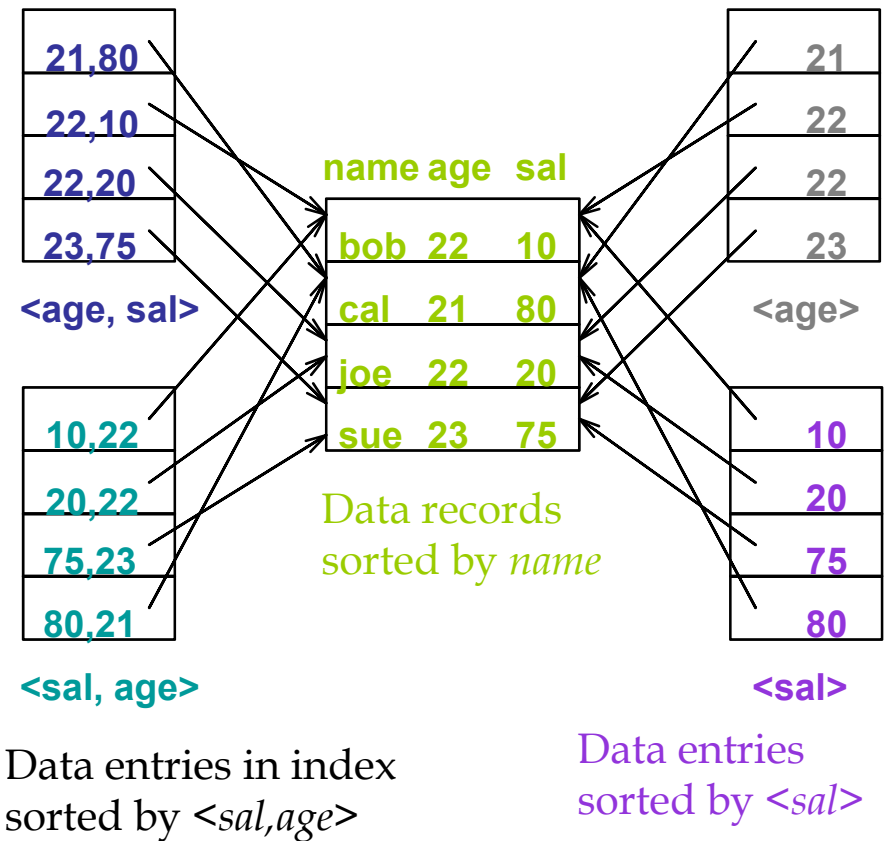 21,80
22,10
22,20
23,75
<age, sal>
10,22
20,22
75,23
80,21
<sal, age>
Data entries in index
sorted by <sal,age>
name age sal
bob 22 10
cal 21 80
joe 22 20
sue 23 75
Data records
sorted by name
21
22
22
23
<age>
10
20
75
80
<sal>
Data entries
sorted by <sal>